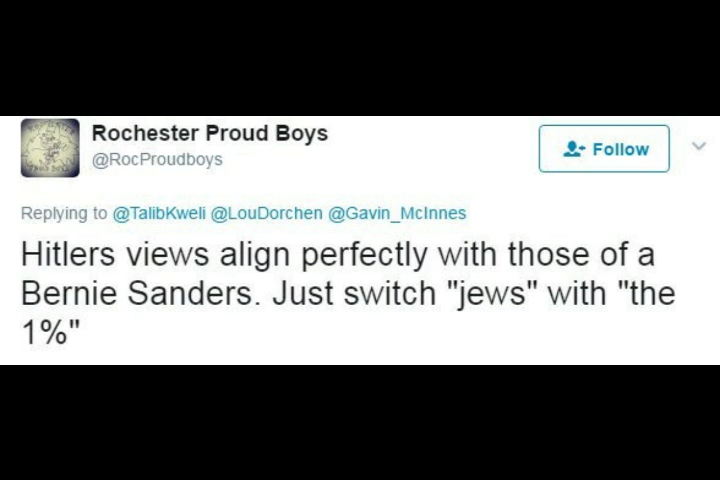 Rochester Proud Boys
@RocProudboys
Follow
Replying to @TalibKweli @LouDorchen @Gavin_McInnes
Hitlers views align perfectly with those of a
Bernie Sanders. Just switch "jews" with "the
1%"